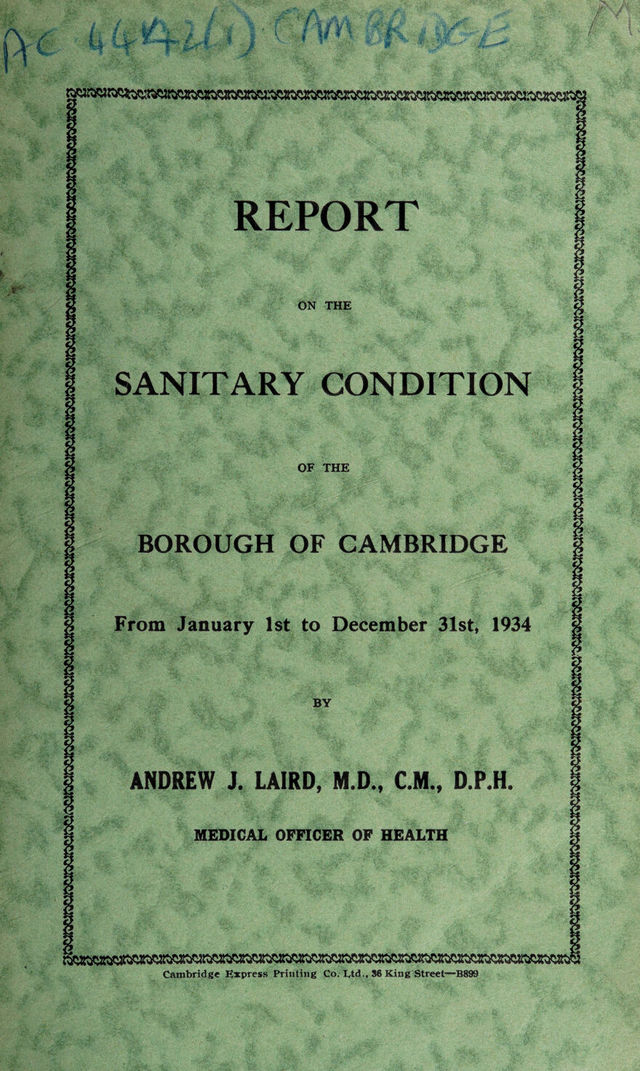 AC 4442(1) CAMBRIDGE M
REPORT
ON THE
SANITARY CONDITION
OF THE
BOROUGH OF CAMBRIDGE
From January 1st to December 31st, 1934
BY
ANDREW J. LAIRD, M.D., C.M., D.P.H.
MEDICAL OFFICER OF HEALTH
Cambridge Express Printing Co. Ltd., 36 King Street—B899